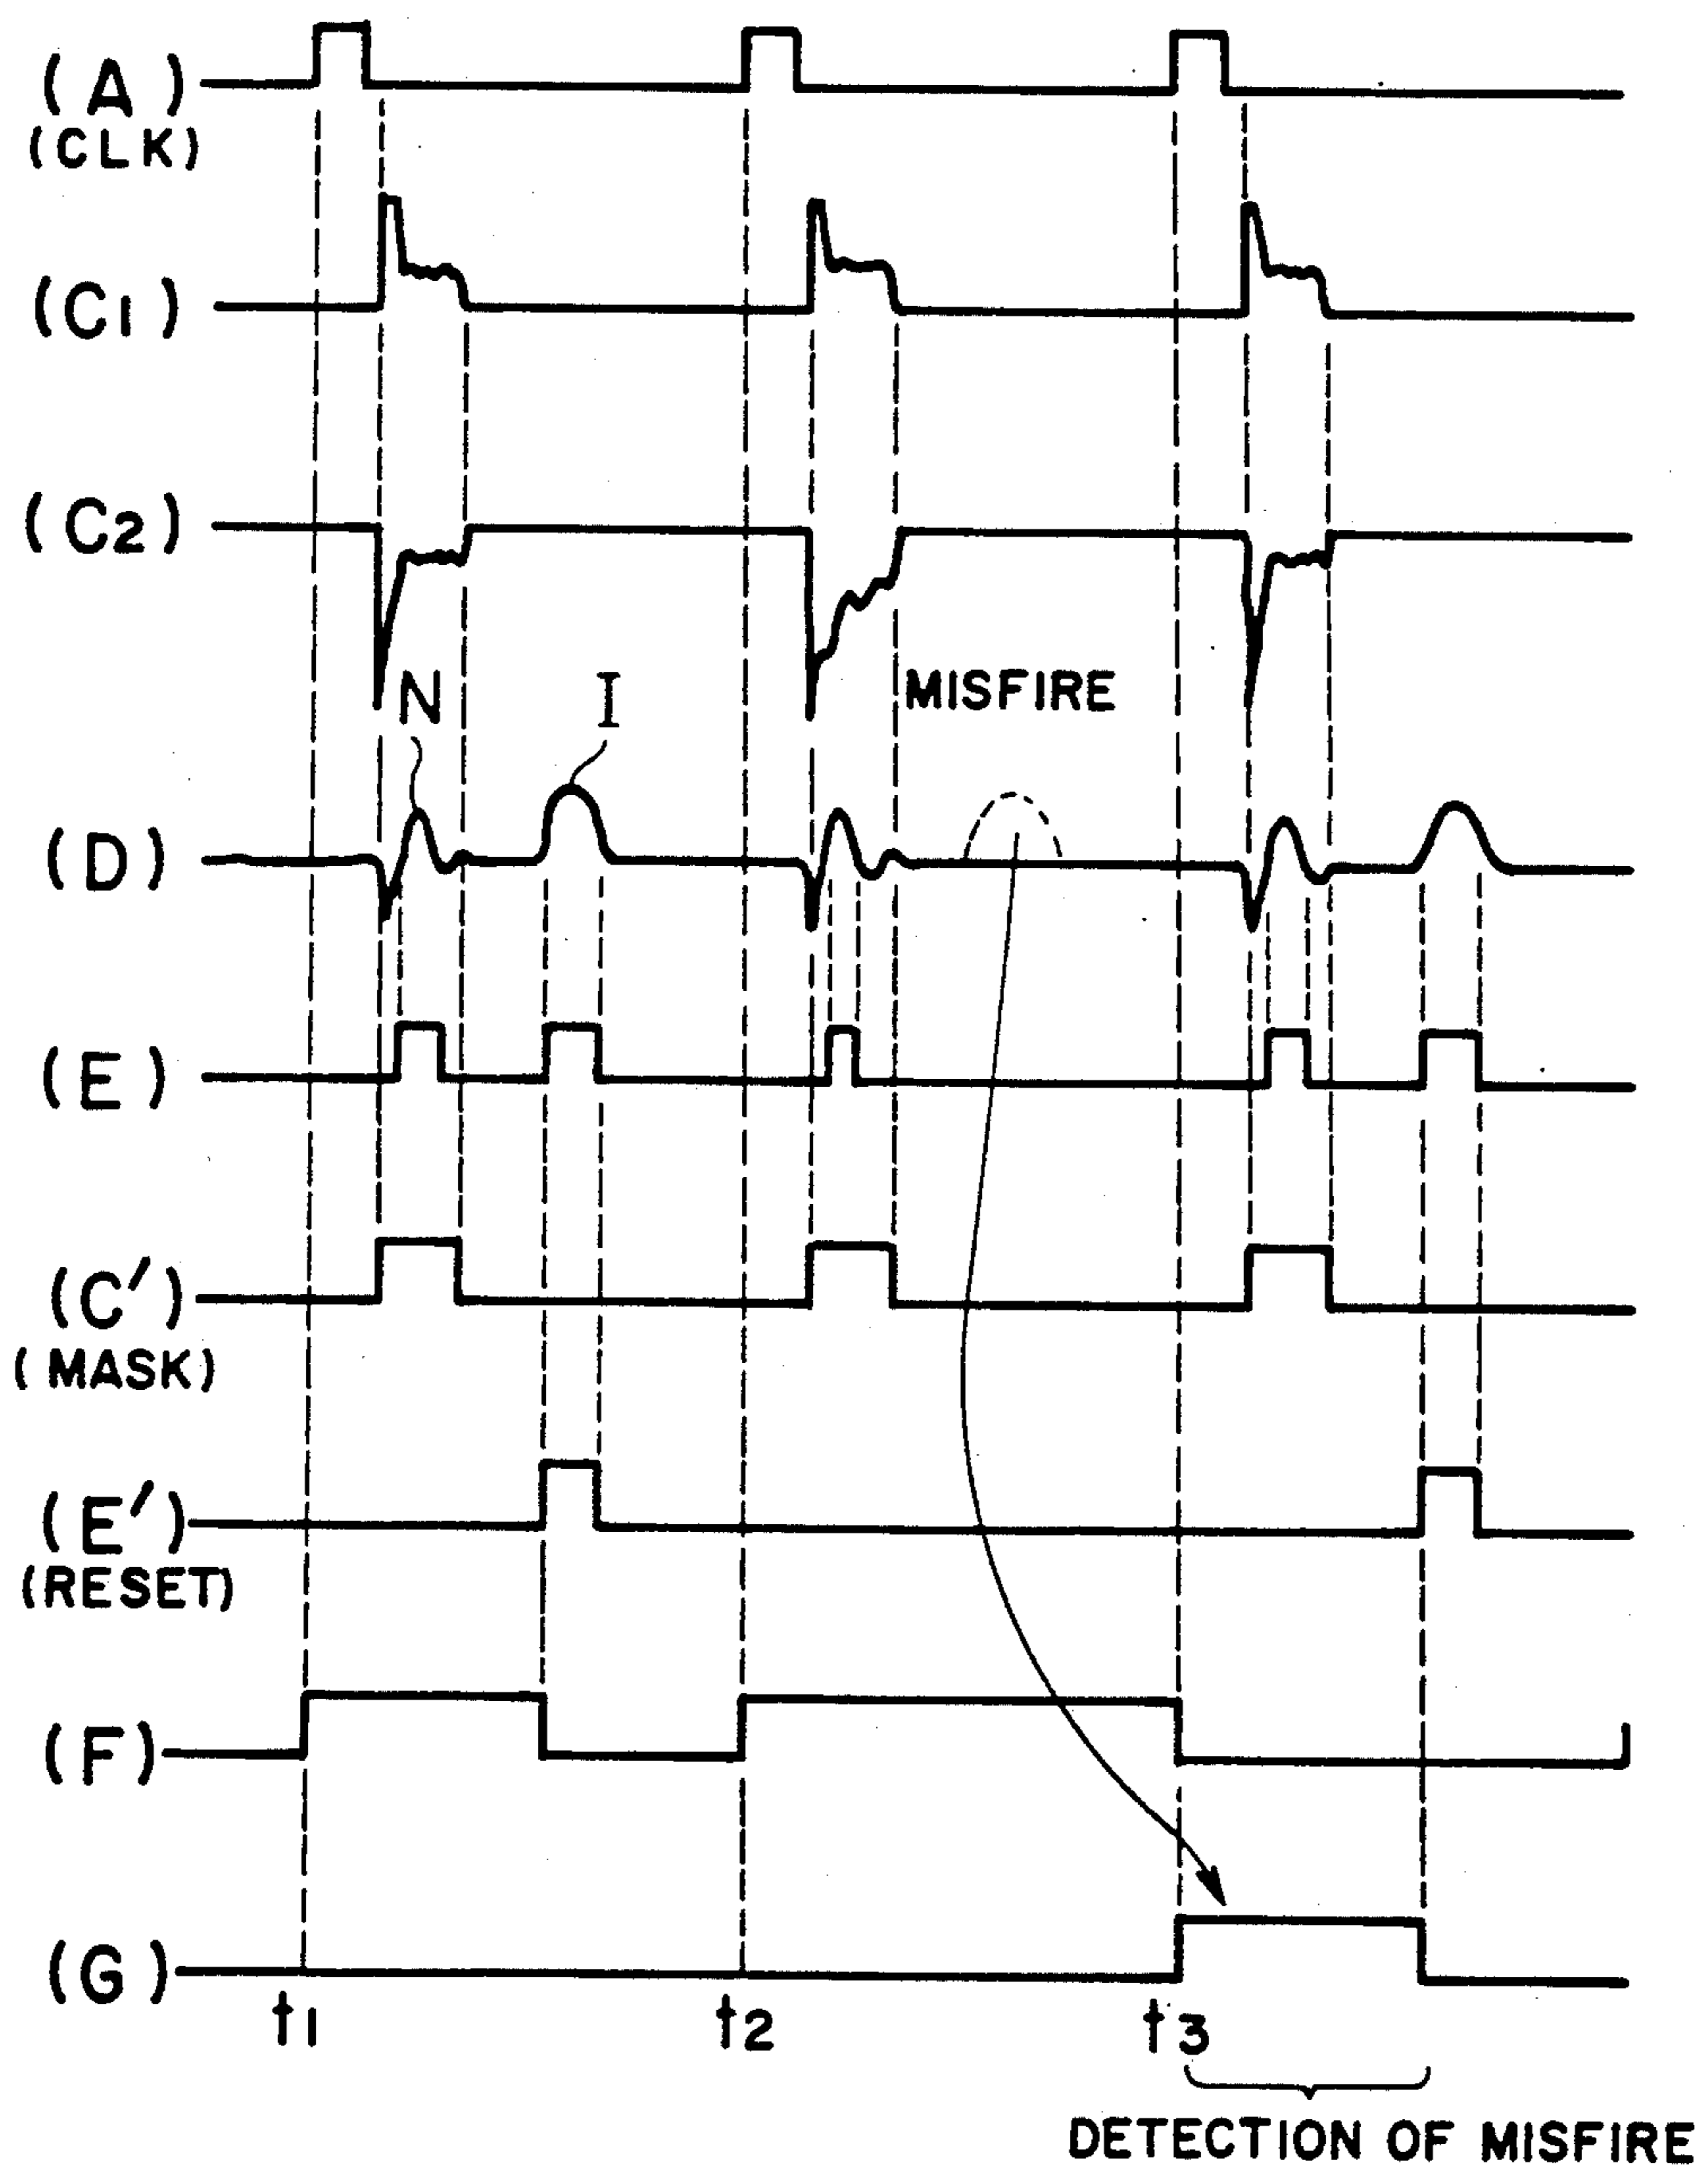 (A)
(CLK)
(C1)
(C2)
N
I
MISFIRE
(D)
(E)
(C′)
(MASK)
(E′)
(RESET)
(F)
(G)
t1 t2 t3
DETECTION OF MISFIRE